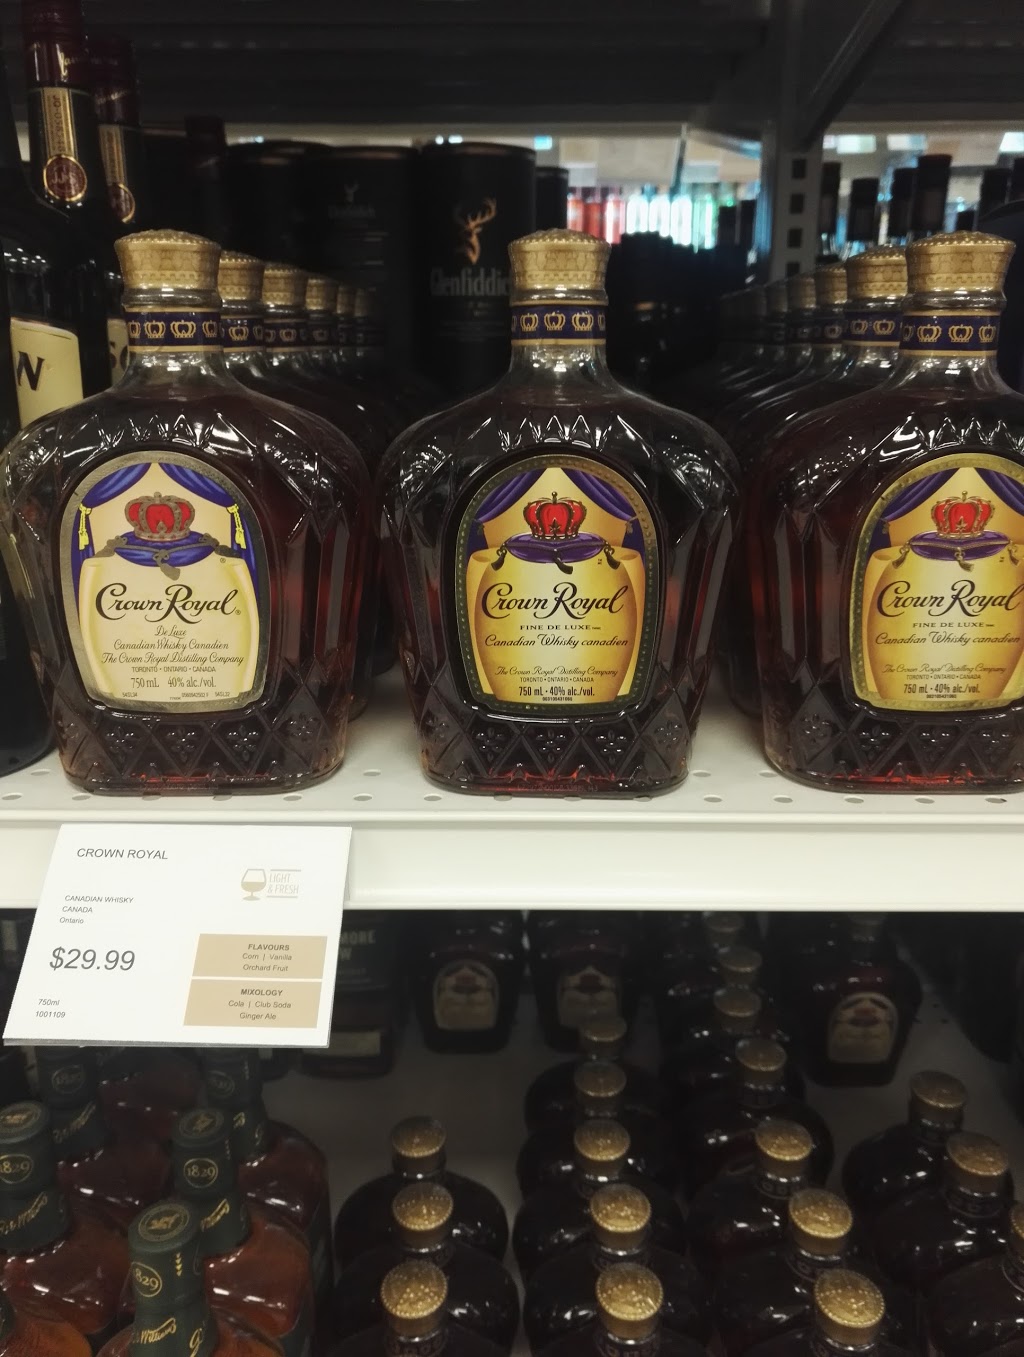 Glenfiddich
N
Crown Royal®
De Luxe
Canadian Whisky Canadien
The Crown Royal Distilling Company
TORONTO • ONTARIO • CANADA
750 mL 40% alc./vol.
Crown Royal
FINE DE LUXE
Canadian Whisky canadien
The Crown Royal Distilling Company
TORONTO • ONTARIO • CANADA
750 mL • 40% alc./vol.
Crown Royal
FINE DE LUXE
Canadian Whisky canadien
The Crown Royal Distilling Company
TORONTO • ONTARIO • CANADA
750 mL • 40% alc./vol.
CROWN ROYAL
LIGHT
& FRESH
CANADIAN WHISKY
CANADA
Ontario
$29.99
FLAVOURS
Corn | Vanilla
Orchard Fruit
MIXOLOGY
Cola | Club Soda
Ginger Ale
750ml
1001109
MORE
1829
1829
1829